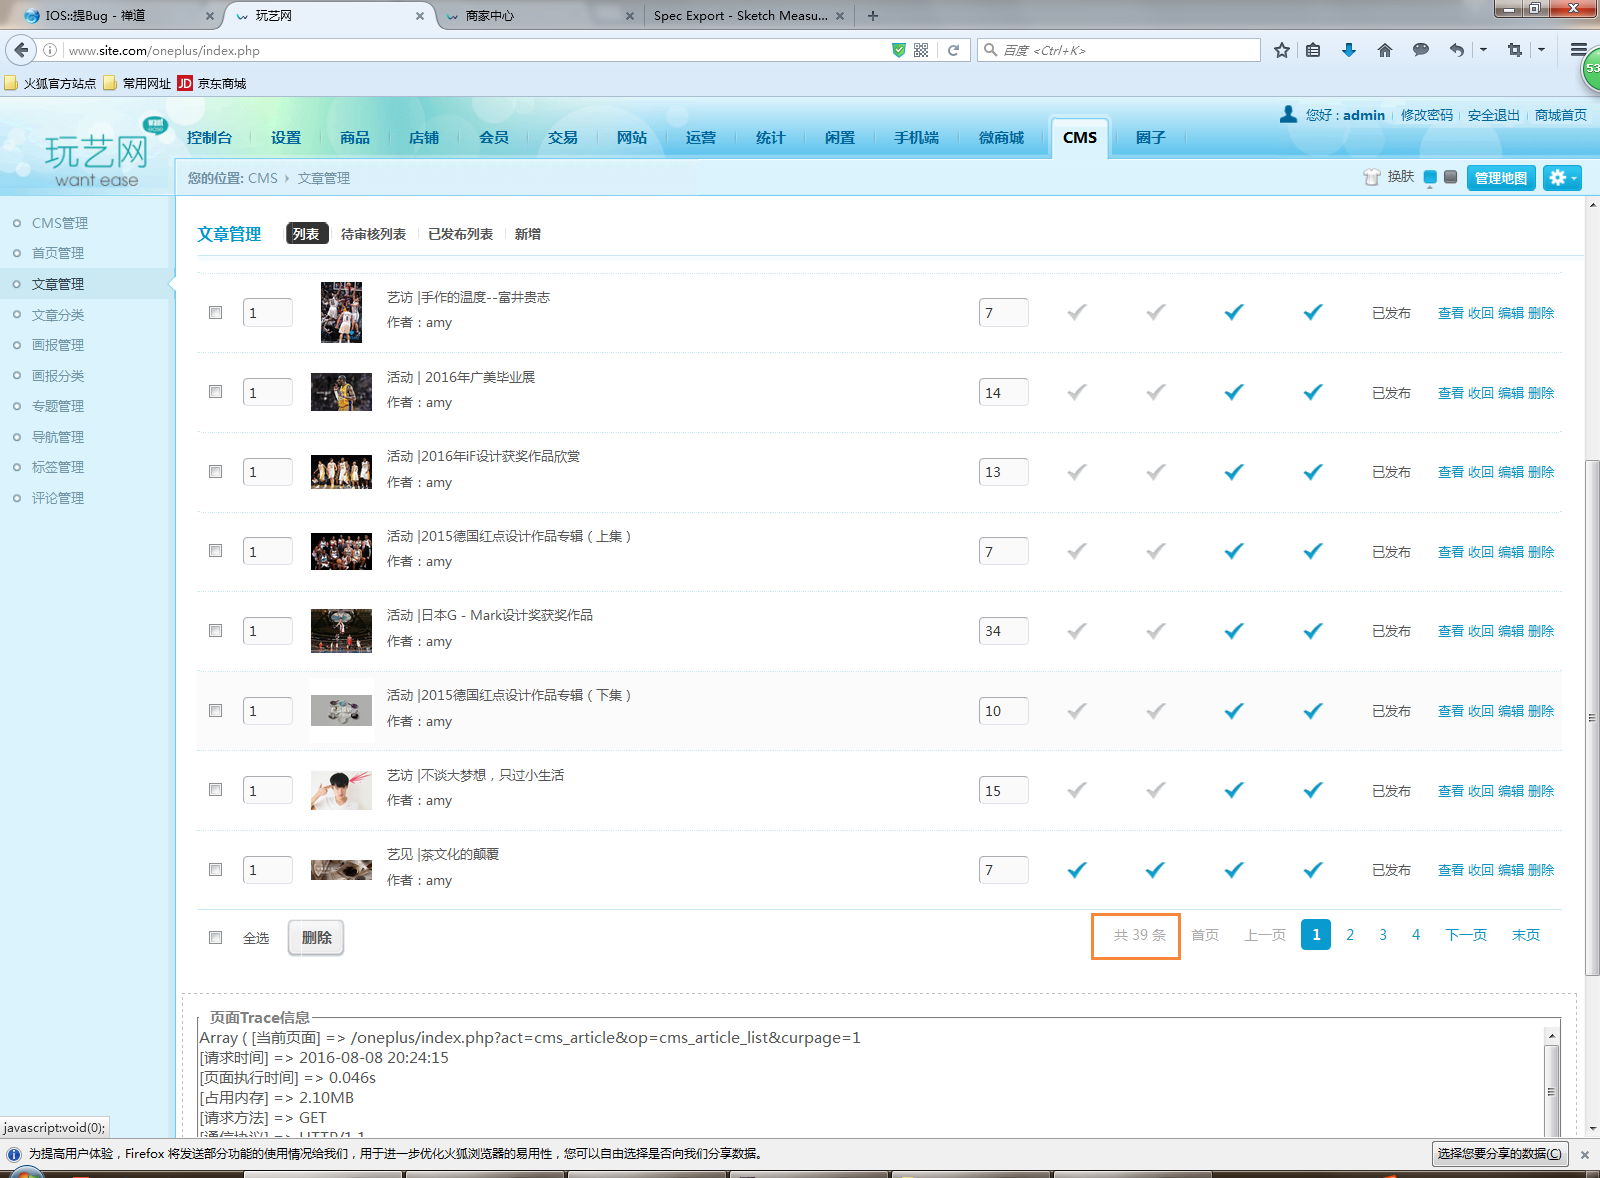 IOS::提Bug - 禅道
玩艺网
商家中心
Spec Export - Sketch Measu...
www.site.com/oneplus/index.php
百度 <Ctrl+K>
火狐官方站点
常用网址
JD 京东商城
53
您好 : admin
修改密码
安全退出
商城首页
玩艺网
want ease
want
控制台
设置
商品
店铺
会员
交易
网站
运营
统计
闲置
手机端
微商城
CMS
圈子
您的位置: CMS 文章管理
换肤
管理地图
CMS管理
首页管理
文章管理
文章分类
画报管理
画报分类
专题管理
导航管理
标签管理
评论管理
文章管理
列表
待审核列表
已发布列表
新增
1 艺访 |手作的温度--富井贵志 7 已发布 查看 收回 编辑 删除
作者：amy
1 活动 | 2016年广美毕业展 14 已发布 查看 收回 编辑 删除
作者：amy
1 活动 |2016年iF设计获奖作品欣赏 13 已发布 查看 收回 编辑 删除
作者：amy
1 活动 |2015德国红点设计作品专辑（上集） 7 已发布 查看 收回 编辑 删除
作者：amy
1 活动 |日本G - Mark设计奖获奖作品 34 已发布 查看 收回 编辑 删除
作者：amy
1 活动 |2015德国红点设计作品专辑（下集） 10 已发布 查看 收回 编辑 删除
作者：amy
1 艺访 |不谈大梦想，只过小生活 15 已发布 查看 收回 编辑 删除
作者：amy
1 艺见 |茶文化的颠覆 7 已发布 查看 收回 编辑 删除
作者：amy
全选 删除 共 39 条 首页 上一页 1 2 3 4 下一页 末页
页面Trace信息
Array ( [当前页面] => /oneplus/index.php?act=cms_article&op=cms_article_list&curpage=1
[请求时间] => 2016-08-08 20:24:15
[页面执行时间] => 0.046s
[占用内存] => 2.10MB
[请求方法] => GET
[通信协议] => HTTP/1.1
javascript:void(0);
为提高用户体验，Firefox 将发送部分功能的使用情况给我们，用于进一步优化火狐浏览器的易用性，您可以自由选择是否向我们分享数据。
选择您要分享的数据(C)